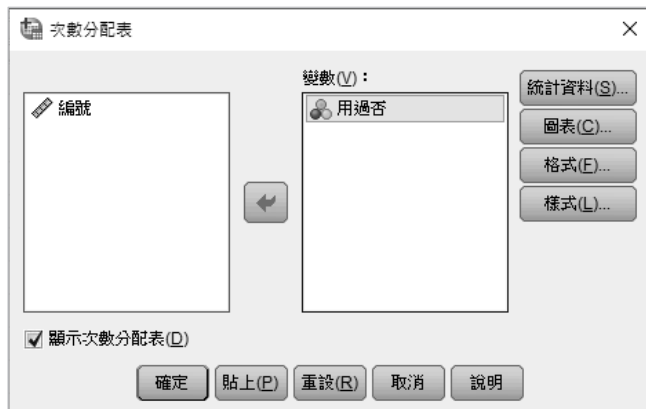 次數分配表
變數(V)：
編號
用過否
統計資料(S)...
圖表(C)...
格式(F)...
樣式(L)...
顯示次數分配表(D)
確定 貼上(P) 重設(R) 取消 說明